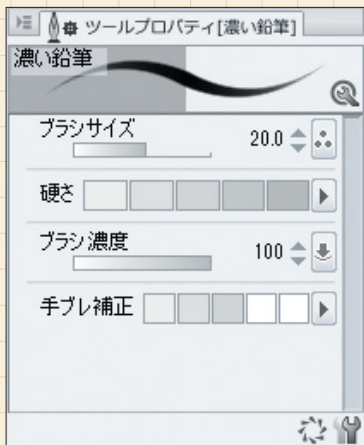 ツールプロパティ[濃い鉛筆]
濃い鉛筆
ブラシサイズ 20.0
硬さ
ブラシ濃度 100
手ブレ補正